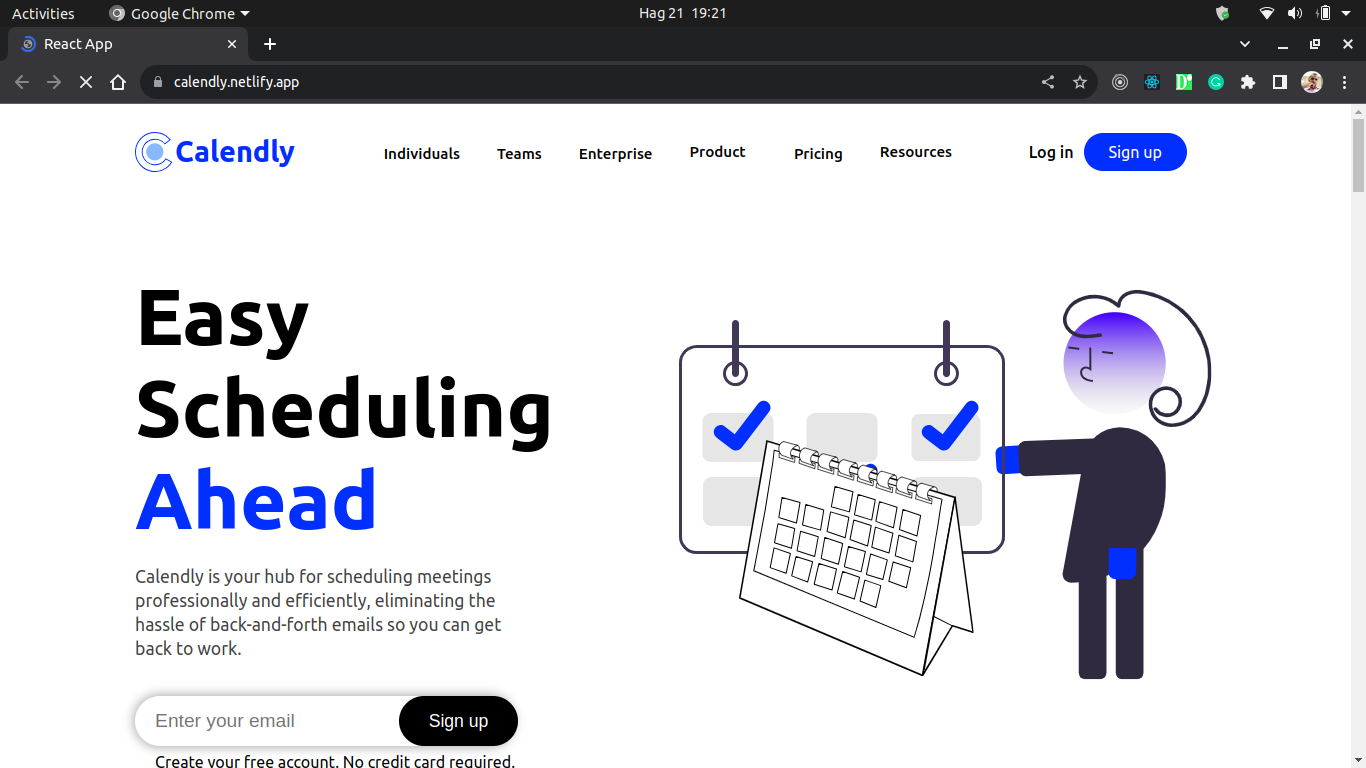 Activities
Google Chrome
Hag 21 19:21
React App
calendly.netlify.app
Calendly
Individuals
Teams
Enterprise
Product
Pricing
Resources
Log in
Sign up
Easy
Scheduling
Ahead
Calendly is your hub for scheduling meetings
professionally and efficiently, eliminating the
hassle of back-and-forth emails so you can get
back to work.
Enter your email
Sign up
Create your free account. No credit card required.